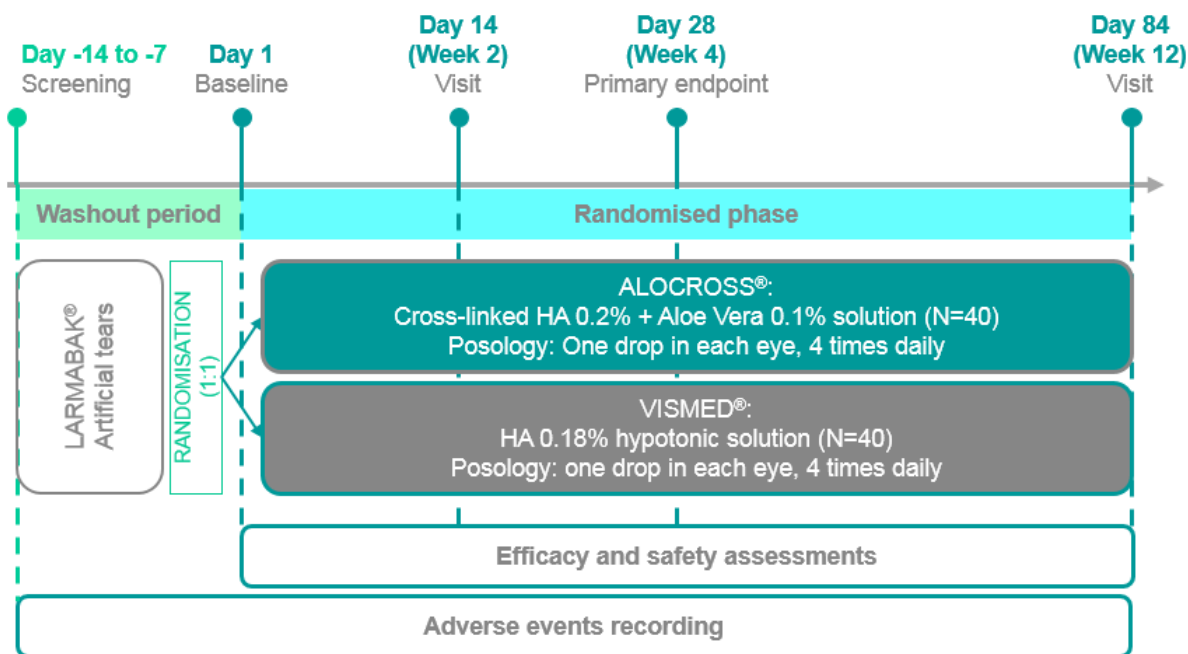 Day -14 to -7
Screening
Day 1
Baseline
Day 14
(Week 2)
Visit
Day 28
(Week 4)
Primary endpoint
Day 84
(Week 12)
Visit
Washout period
Randomised phase
LARMABAK®
Artificial tears
RANDOMISATION
(1:1)
ALOCROSS®:
Cross-linked HA 0.2% + Aloe Vera 0.1% solution (N=40)
Posology: One drop in each eye, 4 times daily
VISMED®:
HA 0.18% hypotonic solution (N=40)
Posology: one drop in each eye, 4 times daily
Efficacy and safety assessments
Adverse events recording